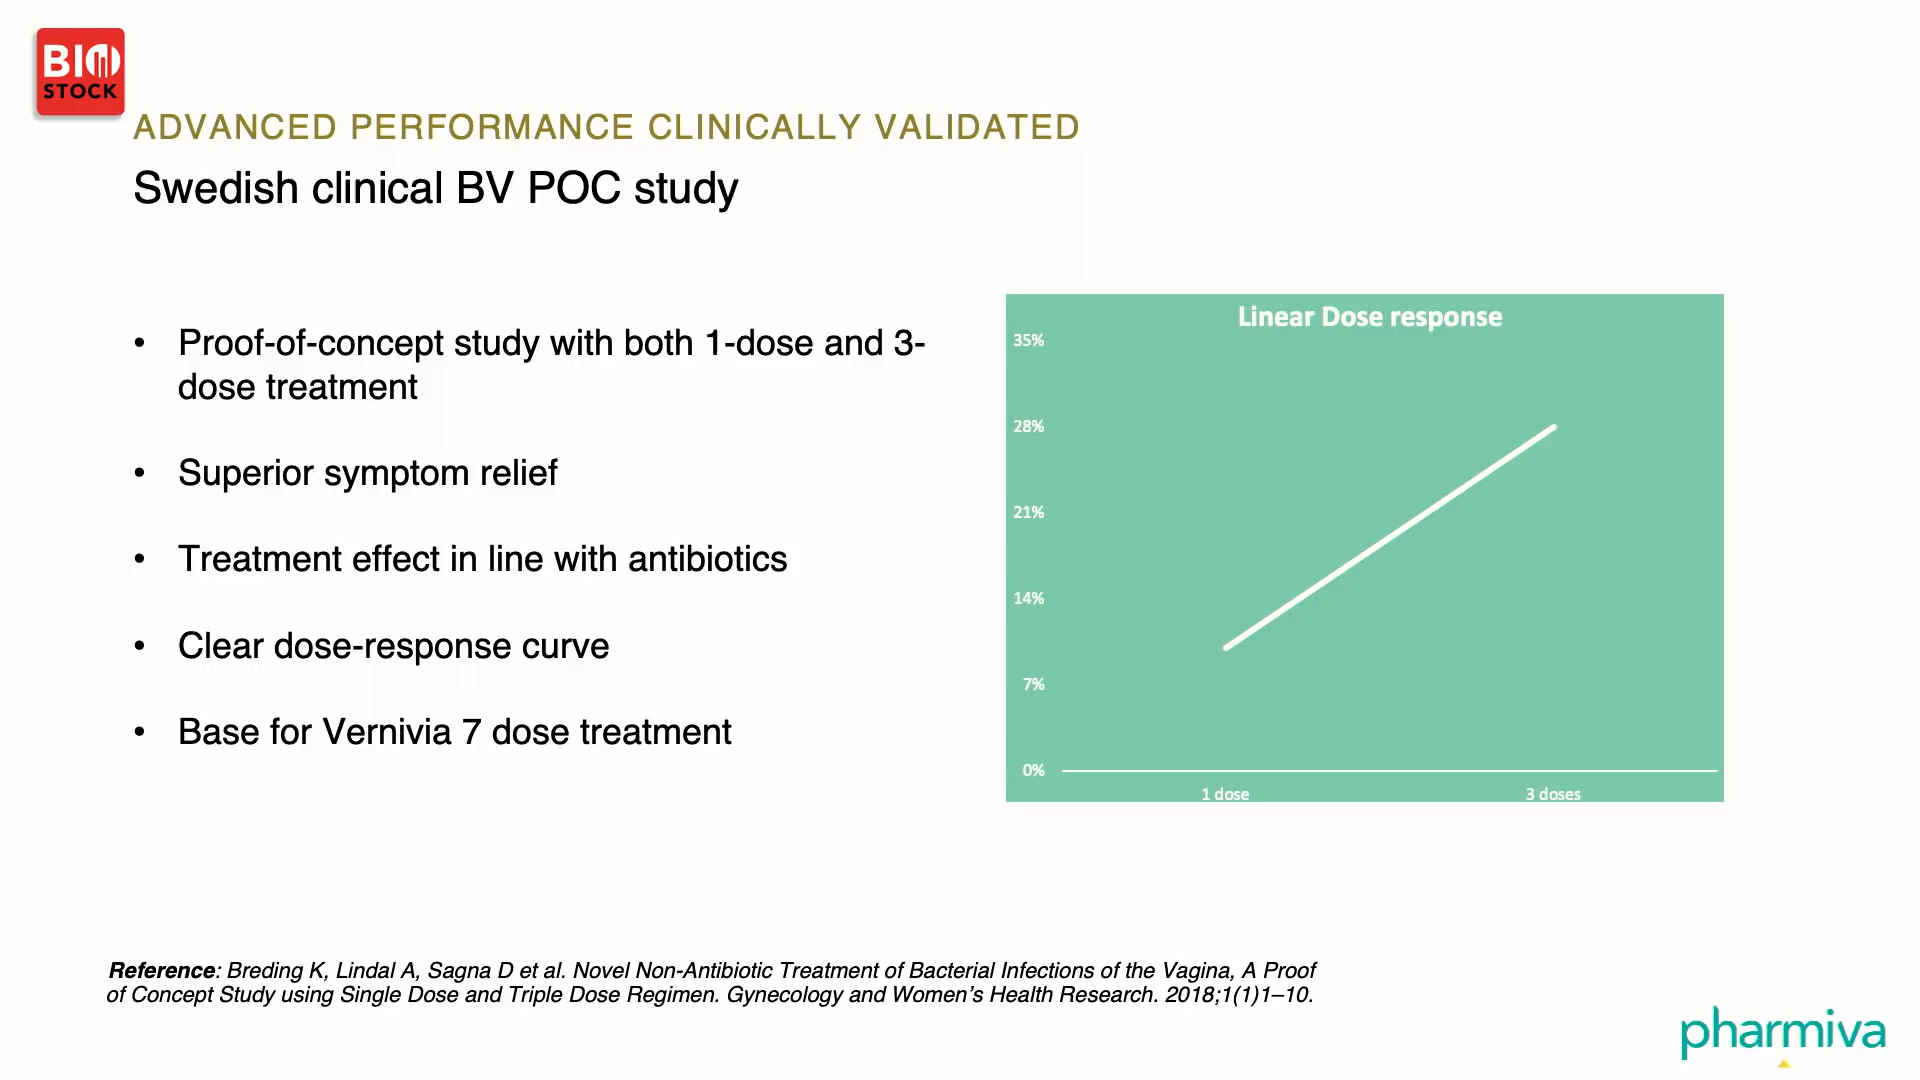 BIO
STOCK
ADVANCED PERFORMANCE CLINICALLY VALIDATED
Swedish clinical BV POC study
• Proof-of-concept study with both 1-dose and 3-
dose treatment
• Superior symptom relief
• Treatment effect in line with antibiotics
• Clear dose-response curve
• Base for Vernivia 7 dose treatment
Linear Dose response
35%
28%
21%
14%
7%
0%
1 dose 3 doses
Reference: Breding K, Lindal A, Sagna D et al. Novel Non-Antibiotic Treatment of Bacterial Infections of the Vagina, A Proof
of Concept Study using Single Dose and Triple Dose Regimen. Gynecology and Women’s Health Research. 2018;1(1)1–10.
pharmiva